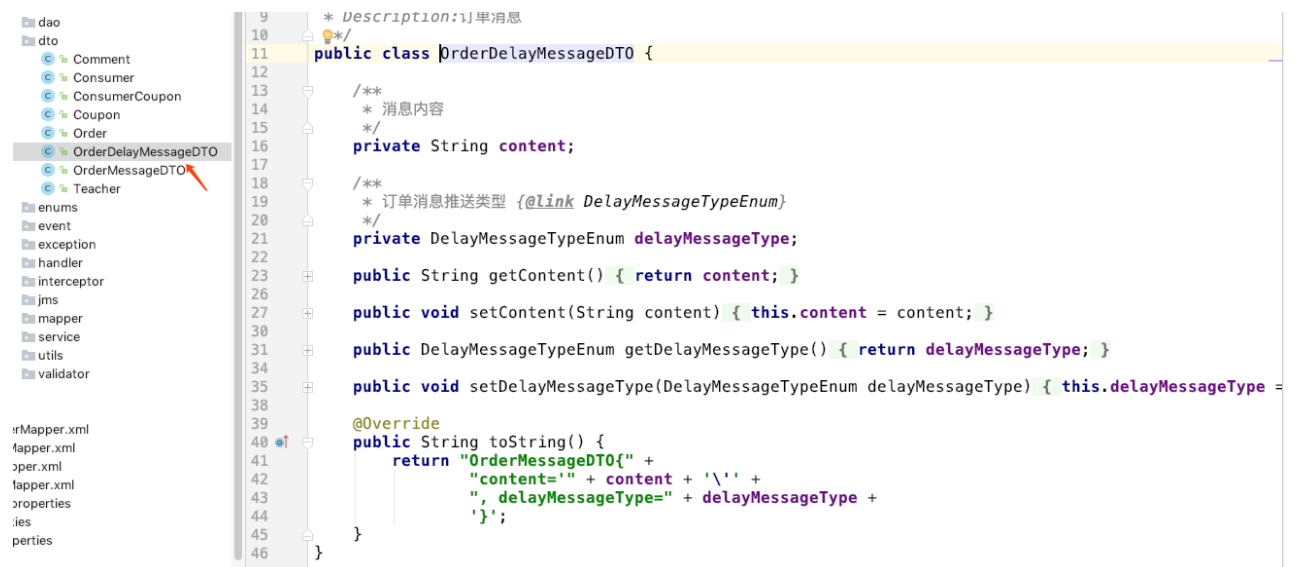 dao
dto
Comment
Consumer
ConsumerCoupon
Coupon
Order
OrderDelayMessageDTO
OrderMessageDTO
Teacher
enums
event
exception
handler
interceptor
jms
mapper
service
utils
validator
erMapper.xml
Mapper.xml
pper.xml
Mapper.xml
properties
ies
perties
9 * Description:订单消息
10 */
11 public class OrderDelayMessageDTO {
12
13 /**
14 * 消息内容
15 */
16 private String content;
17
18 /**
19 * 订单消息推送类型 {@link DelayMessageTypeEnum}
20 */
21 private DelayMessageTypeEnum delayMessageType;
22
23 public String getContent() { return content; }
26
27 public void setContent(String content) { this.content = content; }
30
31 public DelayMessageTypeEnum getDelayMessageType() { return delayMessageType; }
34
35 public void setDelayMessageType(DelayMessageTypeEnum delayMessageType) { this.delayMessageType =
38
39 @Override
40 public String toString() {
41 return "OrderMessageDTO{" +
42 "content='" + content + '\'' +
43 ", delayMessageType=" + delayMessageType +
44 '}';
45 }
46 }